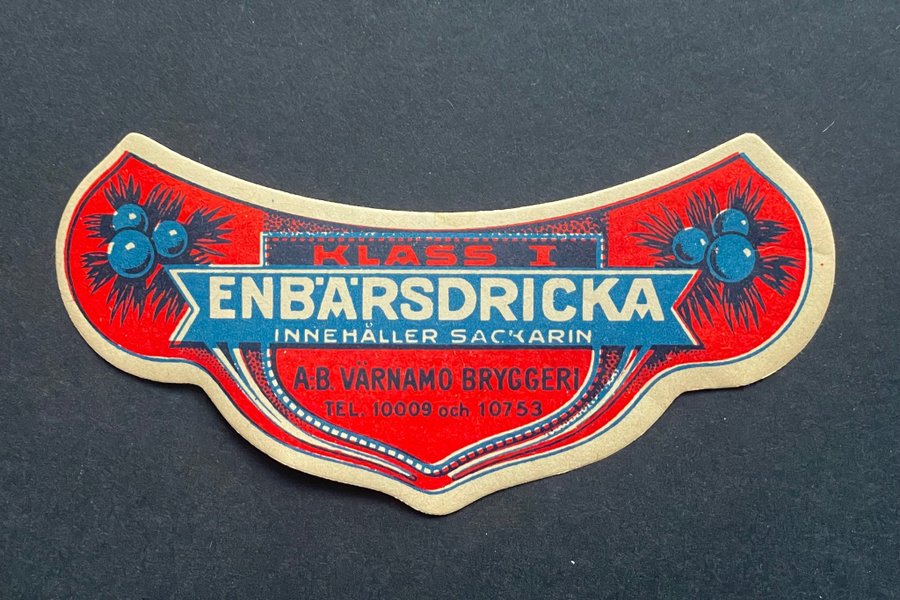 KLASS I
ENBÄRSDRICKA
INNEHÅLLER SACKARIN
A.B. VÄRNAMO BRYGGERI
TEL. 10009 och 10753